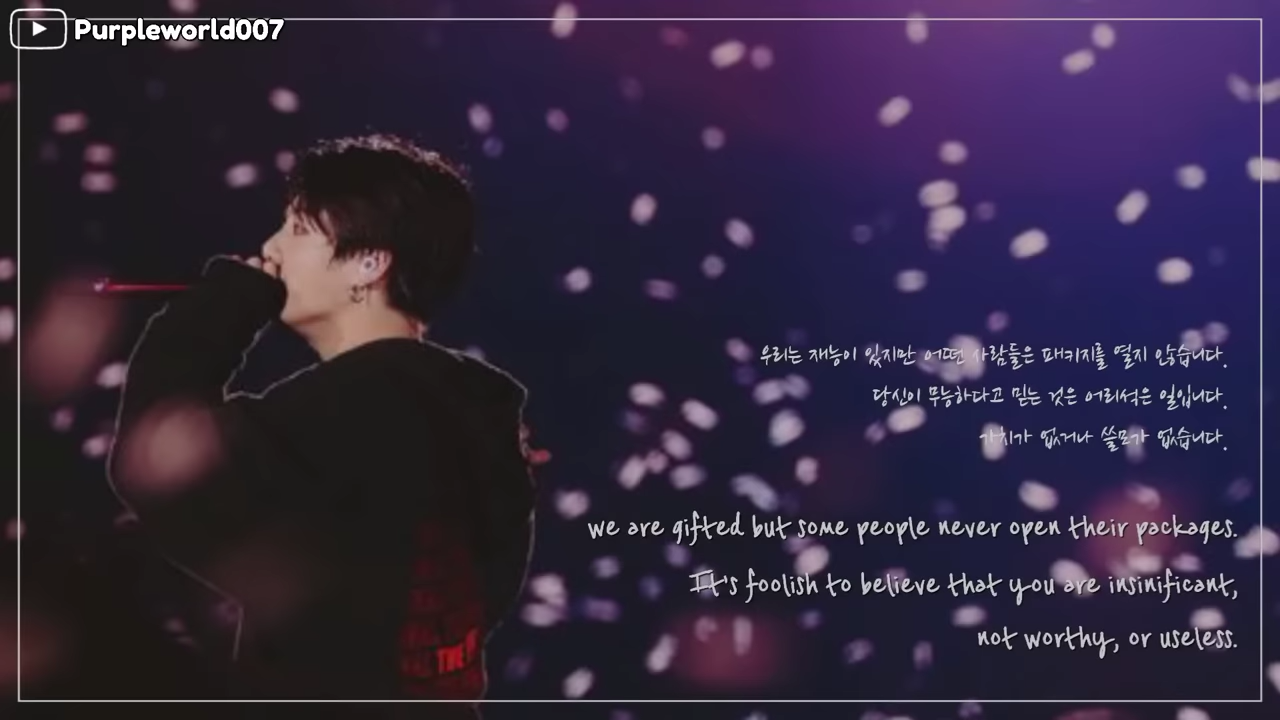 Purpleworld007
우리는 재능이 있지만 어떤 사람들은 패키지를 열지 않습니다.
당신이 무능하다고 믿는 것은 어리석은 일입니다.
가치가 없거나 쓸모가 없습니다.
we are gifted but some people never open their packages.
It's foolish to believe that you are insinificant,
not worthy, or useless.